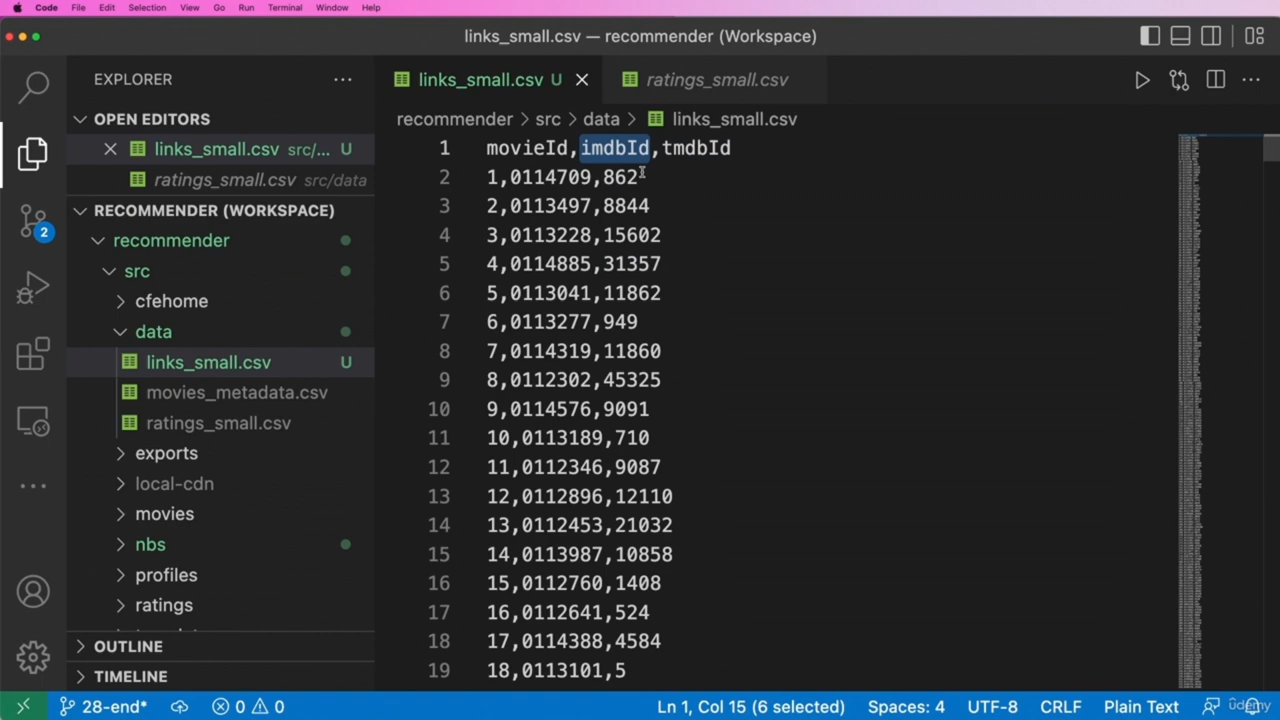 Code File Edit Selection View Go Run Terminal Window Help
links_small.csv — recommender (Workspace)
EXPLORER
links_small.csv U
ratings_small.csv
OPEN EDITORS
links_small.csv src/... U
ratings_small.csv src/data
recommender > src > data > links_small.csv
RECOMMENDER (WORKSPACE)
recommender
src
cfehome
data
links_small.csv U
movies_metadata.csv
ratings_small.csv
exports
local-cdn
movies
nbs
profiles
ratings
OUTLINE
TIMELINE
2
1 movieId,imdbId,tmdbId
2 1,0114709,862
3 2,0113497,8844
4 3,0113228,15602
5 4,0114885,31357
6 5,0113041,11862
7 6,0113277,949
8 7,0114319,11860
9 8,0112302,45325
10 9,0114576,9091
11 10,0113189,710
12 11,0112346,9087
13 12,0112896,12110
14 13,0112453,21032
15 14,0113987,10858
16 15,0112760,1408
17 16,0112641,524
18 17,0114388,4584
19 18,0113101,5
28-end* 0 0 Ln 1, Col 15 (6 selected) Spaces: 4 UTF-8 CRLF Plain Text
udemy